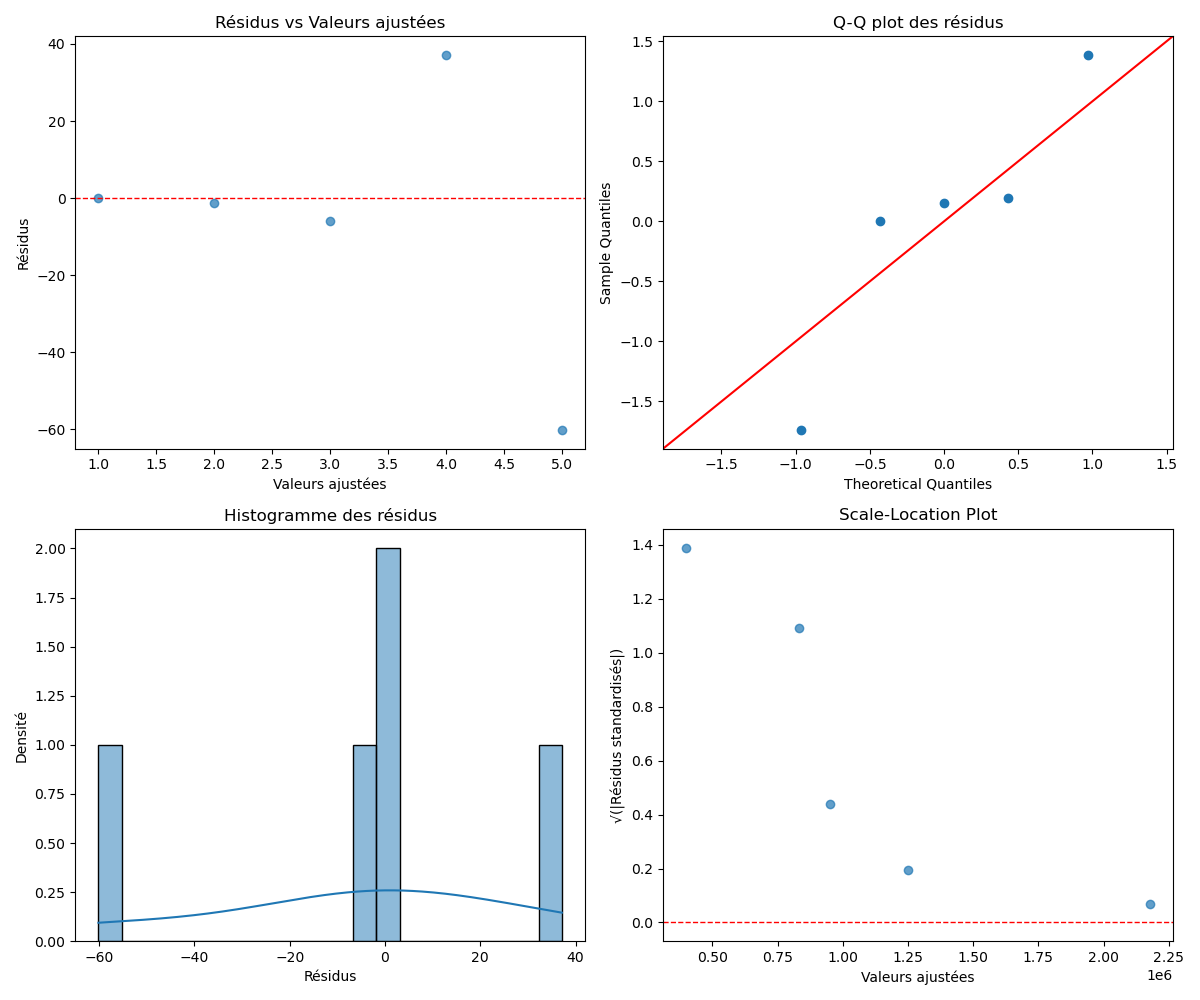 Résidus vs Valeurs ajustées
40
20
0
−20
−40
−60
Résidus
1.0 1.5 2.0 2.5 3.0 3.5 4.0 4.5 5.0
Valeurs ajustées
Q-Q plot des résidus
1.5
1.0
0.5
0.0
−0.5
−1.0
−1.5
Sample Quantiles
−1.5 −1.0 −0.5 0.0 0.5 1.0 1.5
Theoretical Quantiles
Histogramme des résidus
2.00
1.75
1.50
1.25
1.00
0.75
0.50
0.25
0.00
Densité
−60 −40 −20 0 20 40
Résidus
Scale-Location Plot
1.4
1.2
1.0
0.8
0.6
0.4
0.2
0.0
√(|Résidus standardisés|)
0.50 0.75 1.00 1.25 1.50 1.75 2.00 2.25
1e6
Valeurs ajustées